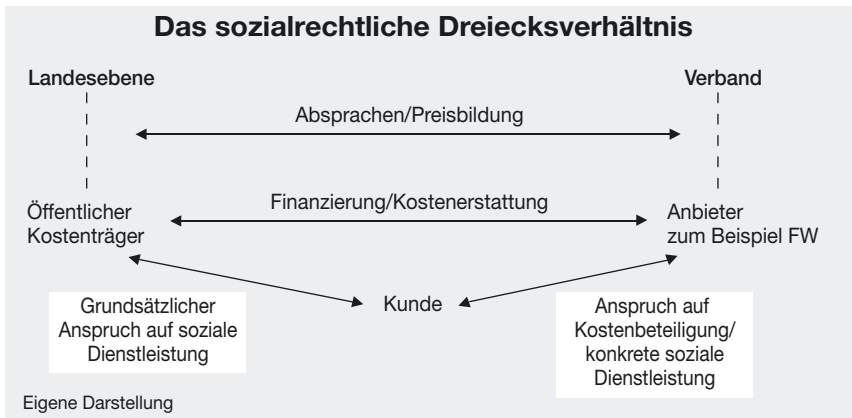 Das sozialrechtliche Dreiecksverhältnis
Landesebene
Verband
Absprachen/Preisbildung
Öffentlicher
Kostenträger
Finanzierung/Kostenerstattung
Anbieter
zum Beispiel FW
Kunde
Grundsätzlicher
Anspruch auf soziale
Dienstleistung
Anspruch auf
Kostenbeteiligung/
konkrete soziale
Dienstleistung
Eigene Darstellung